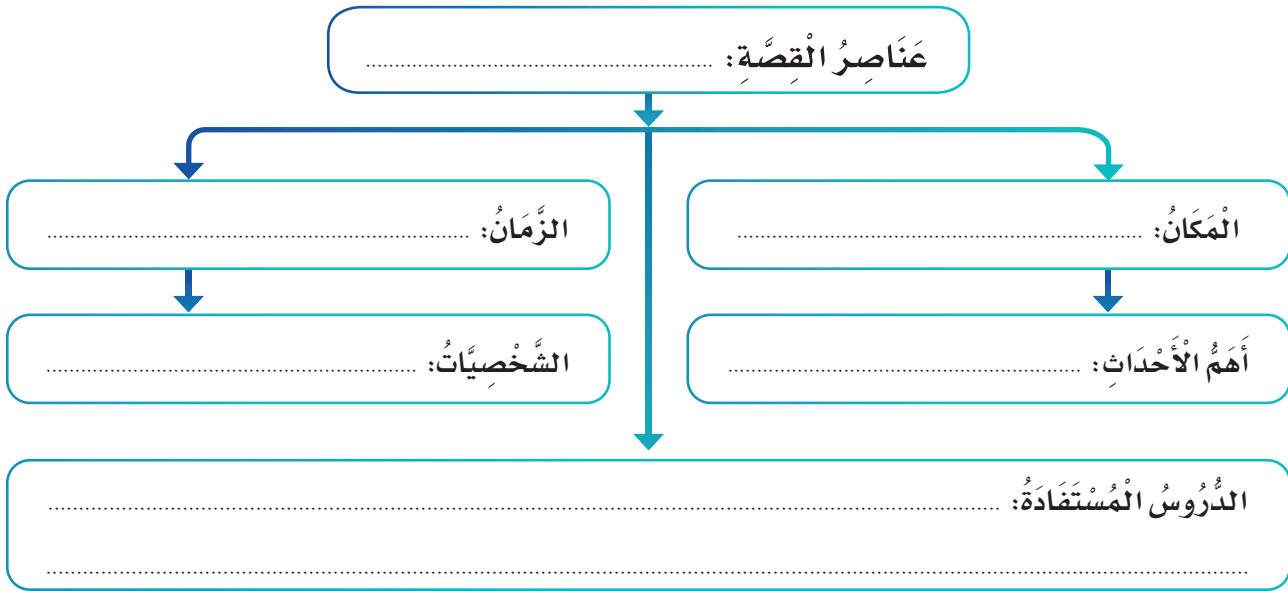 عَنَاصِرُ الْقِصَّةِ: ........................................................
الْمَكَانُ: ........................................................
الزَّمَانُ: ........................................................
أَهَمُّ الْأَحْدَاثِ: ........................................................
الشَّخْصِيَّاتُ: ........................................................
الدُّرُوسُ الْمُسْتَفَادَةُ: ........................................................
........................................................